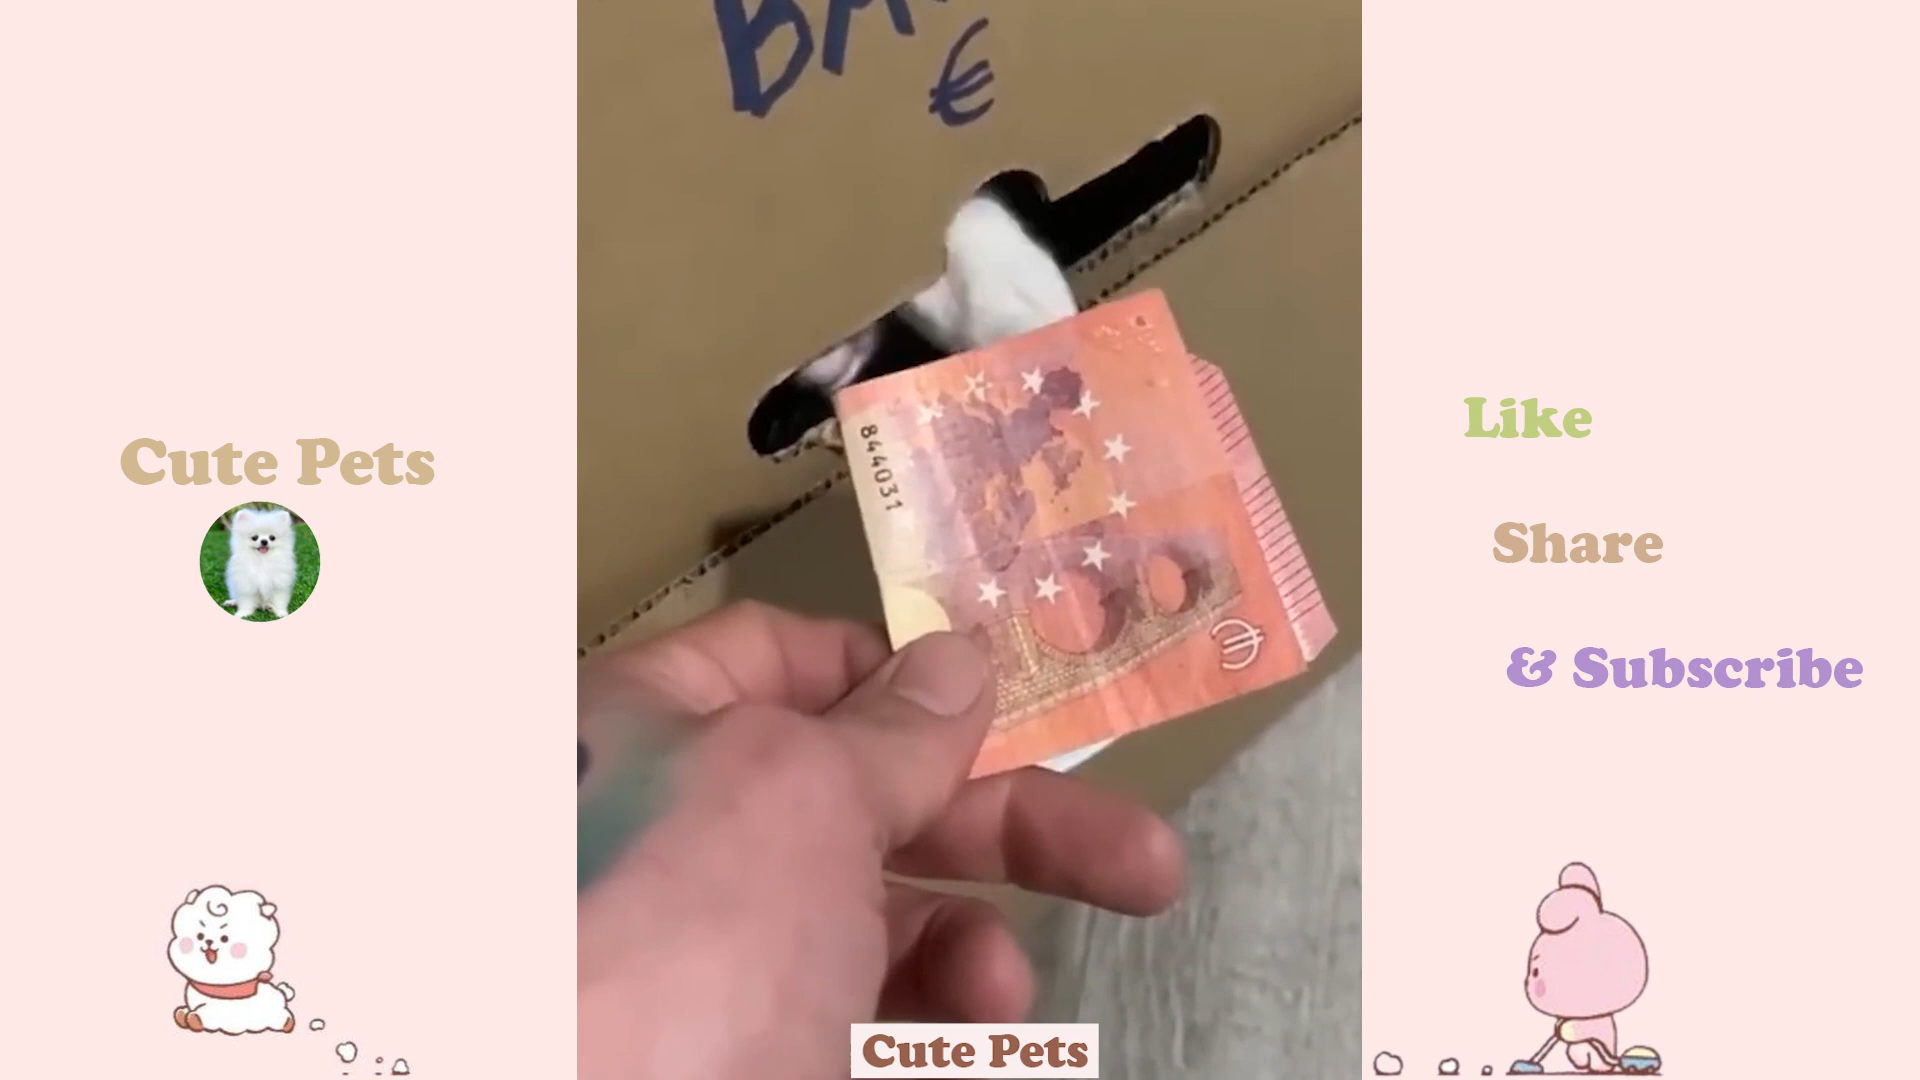 €
844031
Cute Pets
Like
Share
& Subscribe
Cute Pets